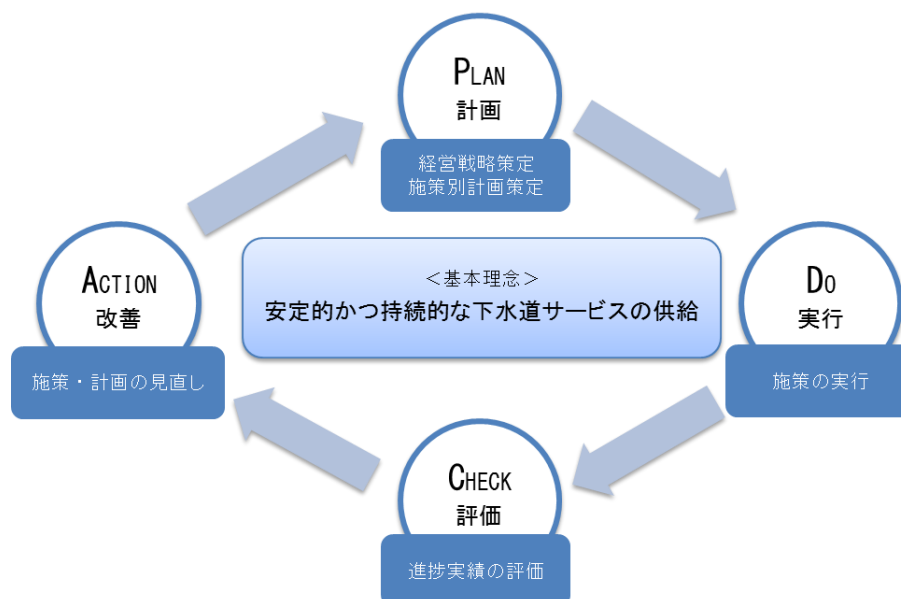 PLAN
計画
経営戦略策定
施策別計画策定
ACTION
改善
施策・計画の見直し
＜基本理念＞
安定的かつ持続的な下水道サービスの供給
DO
実行
施策の実行
CHECK
評価
進捗実績の評価